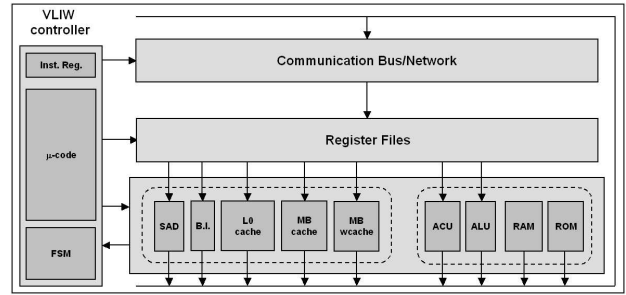 VLIW
controller
Inst. Reg.
Communication Bus/Network
μ-code
Register Files
SAD
B.I.
L0
cache
MB
cache
MB
wcache
ACU
ALU
RAM
ROM
FSM